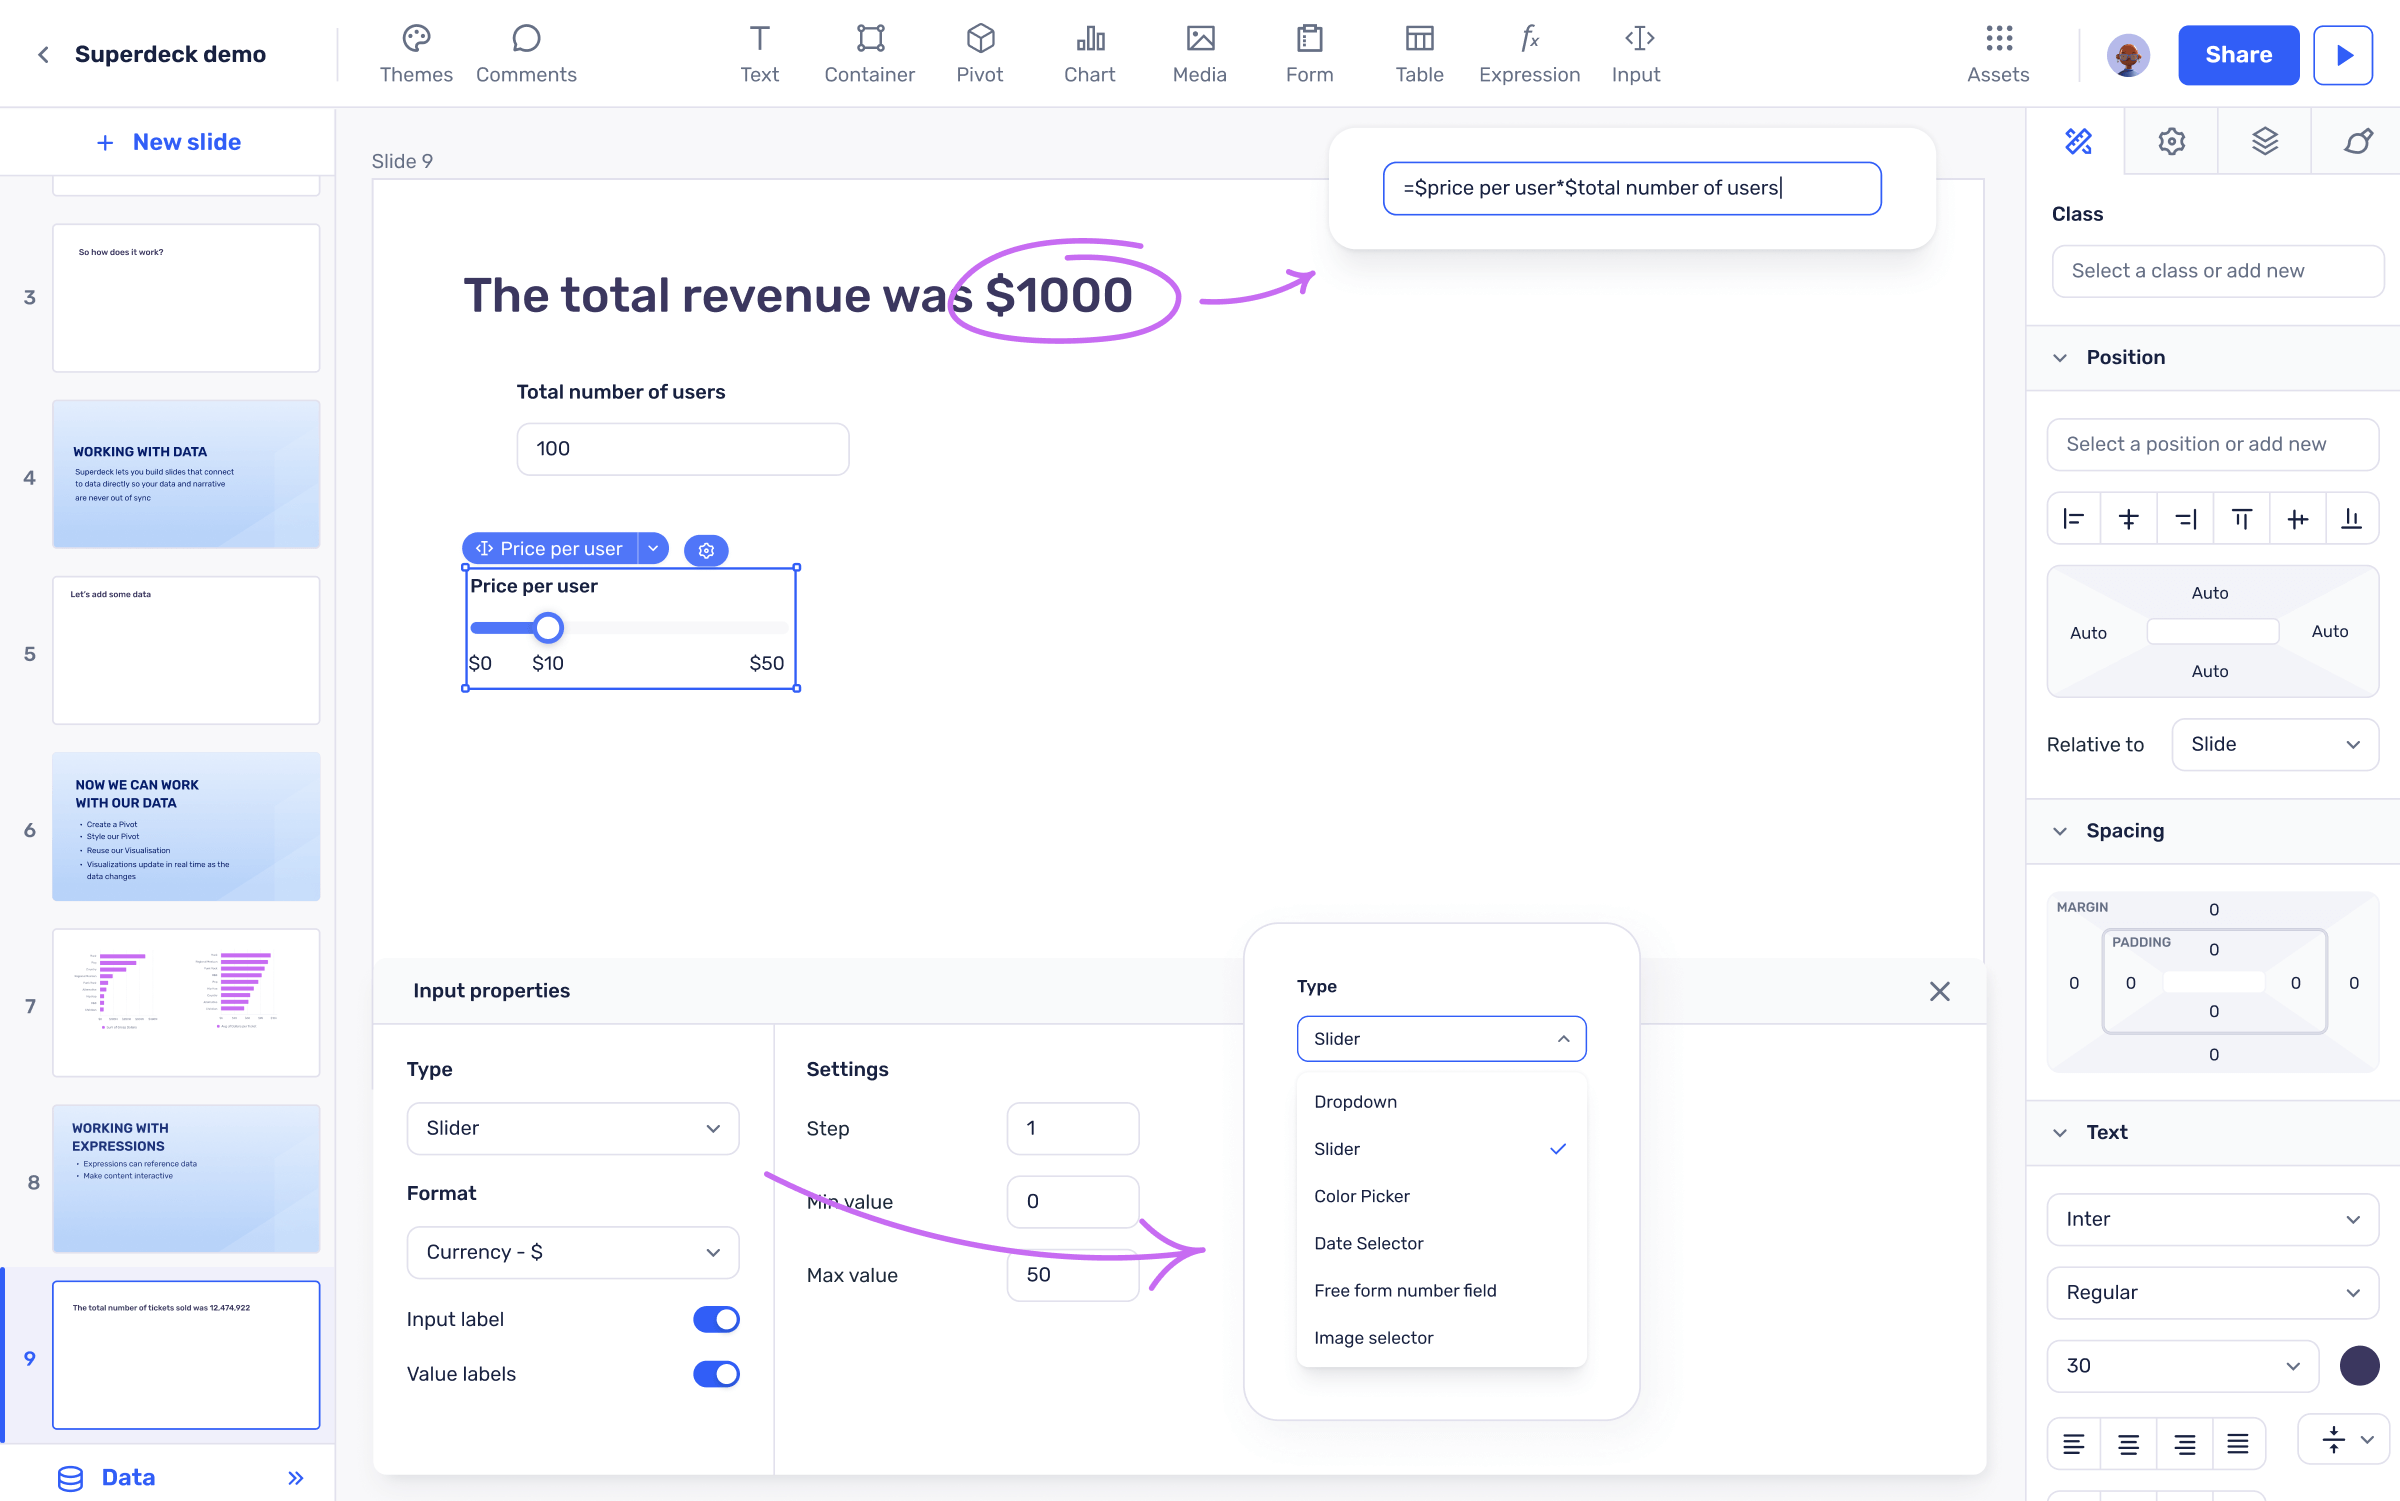 Superdeck demo
Themes
Comments
Text
Container
Pivot
Chart
Media
Form
Table
Expression
Input
Assets
Share
+ New slide
3
So how does it work?
4
WORKING WITH DATA
Superdeck lets you build slides that connect
to data directly so your data and narrative
are never out of sync
5
Let's add some data
6
NOW WE CAN WORK
WITH OUR DATA
• Create a Pivot
• Style our Pivot
• Reuse our Visualisation
• Visualizations update in real time as the
data changes
7
8
WORKING WITH
EXPRESSIONS
• Expressions can reference data
• Make content interactive
9
The total number of tickets sold was 12,474,922
Data
Slide 9
=$price per user*$total number of users
The total revenue was $1000
Total number of users
100
Price per user
Price per user
$0
$10
$50
Input properties
Type
Slider
Format
Currency - $
Input label
Value labels
Settings
Step
1
Min value
0
Max value
50
Type
Slider
Dropdown
Slider
Color Picker
Date Selector
Free form number field
Image selector
Class
Select a class or add new
Position
Select a position or add new
Auto
Auto
Auto
Auto
Relative to
Slide
Spacing
MARGIN
0
PADDING
0
0
0
0
0
0
0
Text
Inter
Regular
30